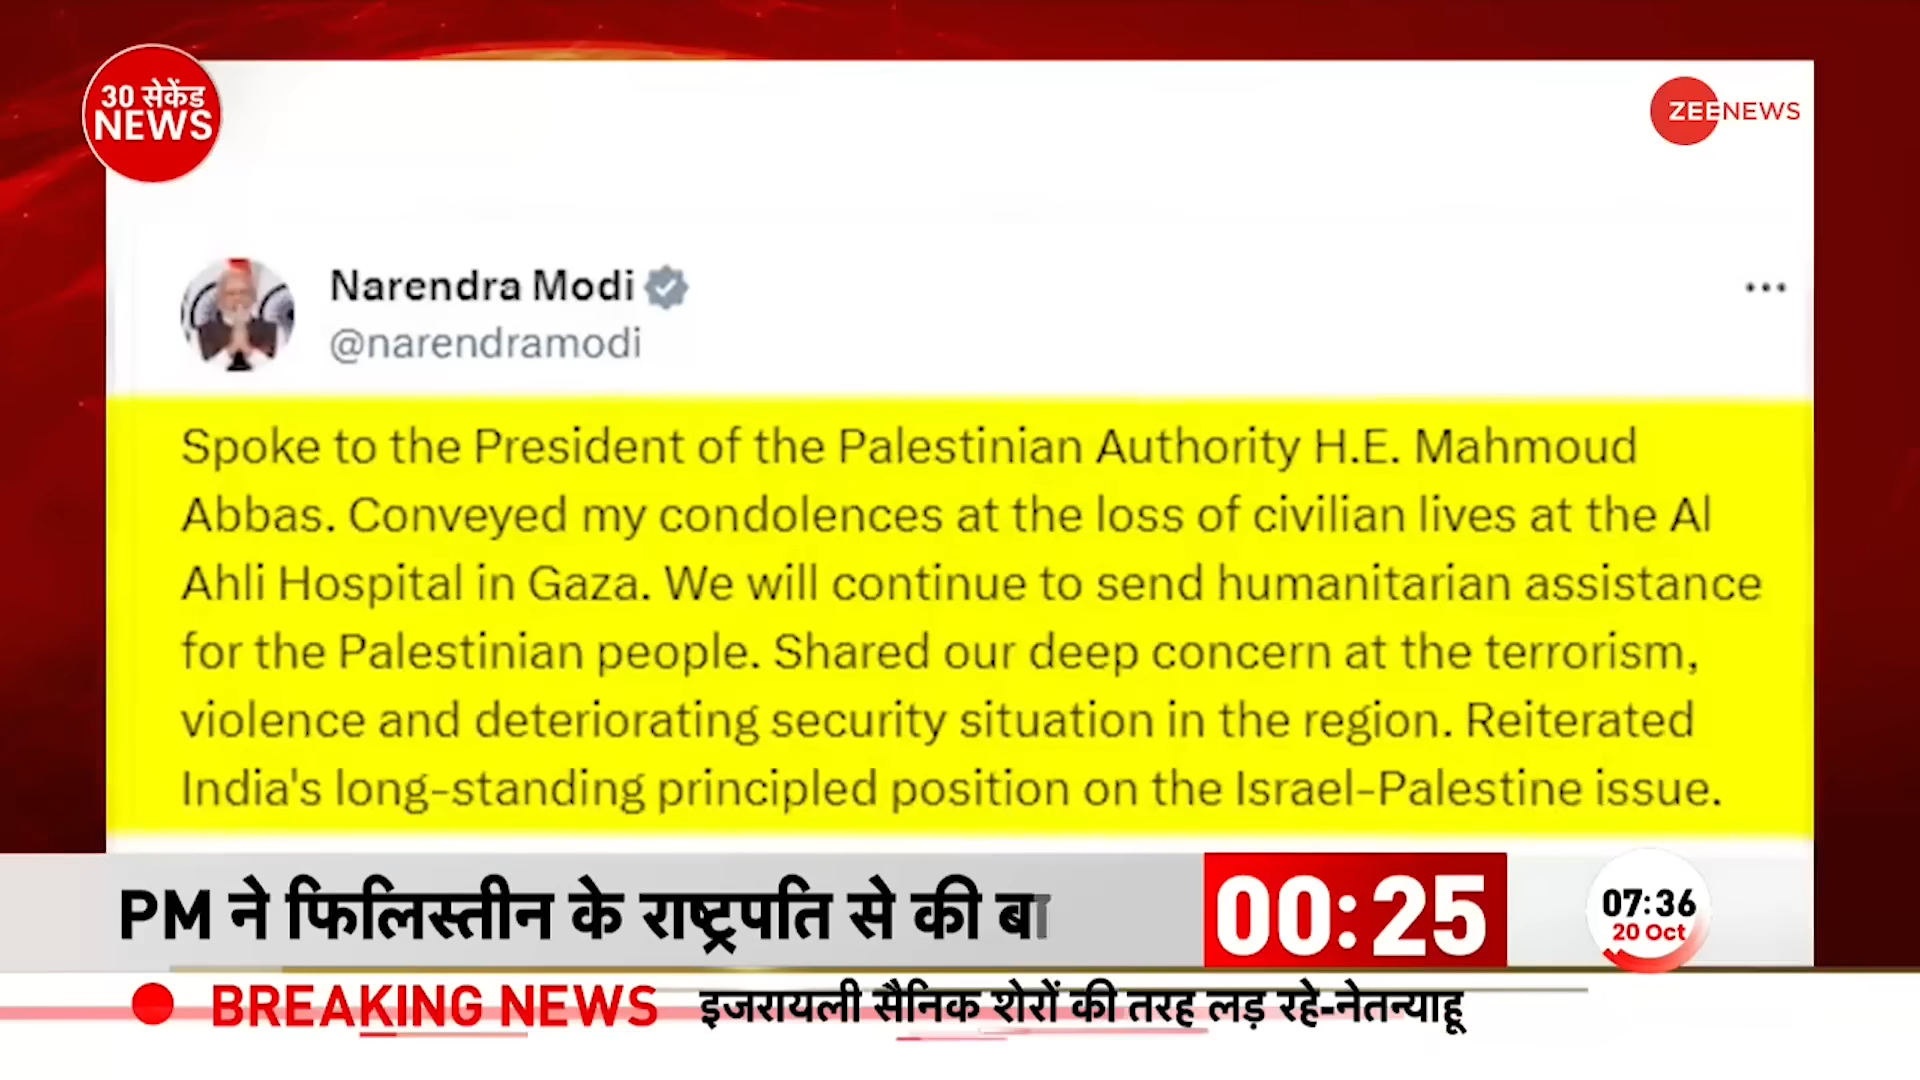 30 सेकेंड
NEWS
ZEENEWS
Narendra Modi
@narendramodi
Spoke to the President of the Palestinian Authority H.E. Mahmoud
Abbas. Conveyed my condolences at the loss of civilian lives at the Al
Ahli Hospital in Gaza. We will continue to send humanitarian assistance
for the Palestinian people. Shared our deep concern at the terrorism,
violence and deteriorating security situation in the region. Reiterated
India's long-standing principled position on the Israel-Palestine issue.
PM ने फिलिस्तीन के राष्ट्रपति से की बा
00:25
07:36
20 Oct
BREAKING NEWS इजरायली सैनिक शेरों की तरह लड़ रहे-नेतन्याहू